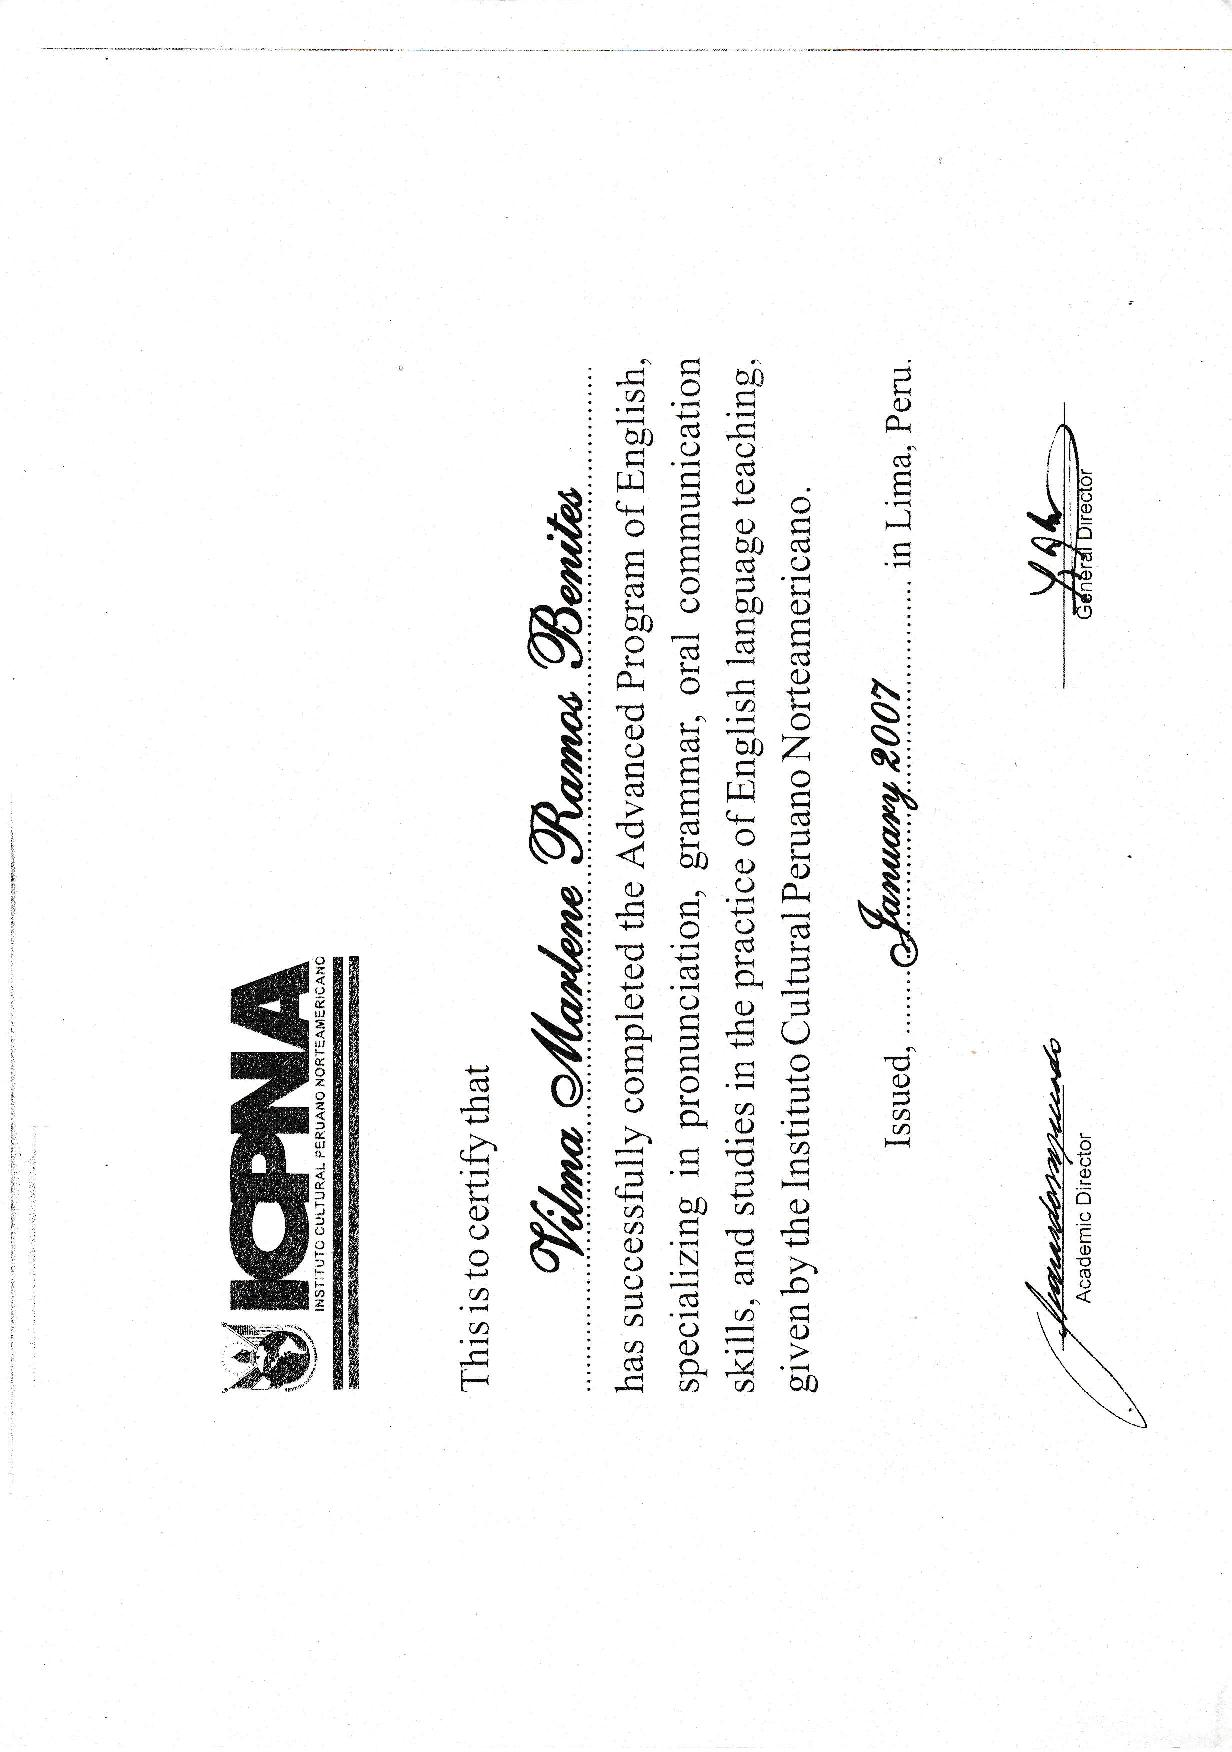 ICPNA
INSTITUTO CULTURAL PERUANO NORTEAMERICANO
This is to certify that
Vilma Marlene Ramos Benites
has successfully completed the Advanced Program of English,
specializing in pronunciation, grammar, oral communication
skills, and studies in the practice of English language teaching,
given by the Instituto Cultural Peruano Norteamericano.
Issued, January 2007 in Lima, Peru.
Academic Director
General Director